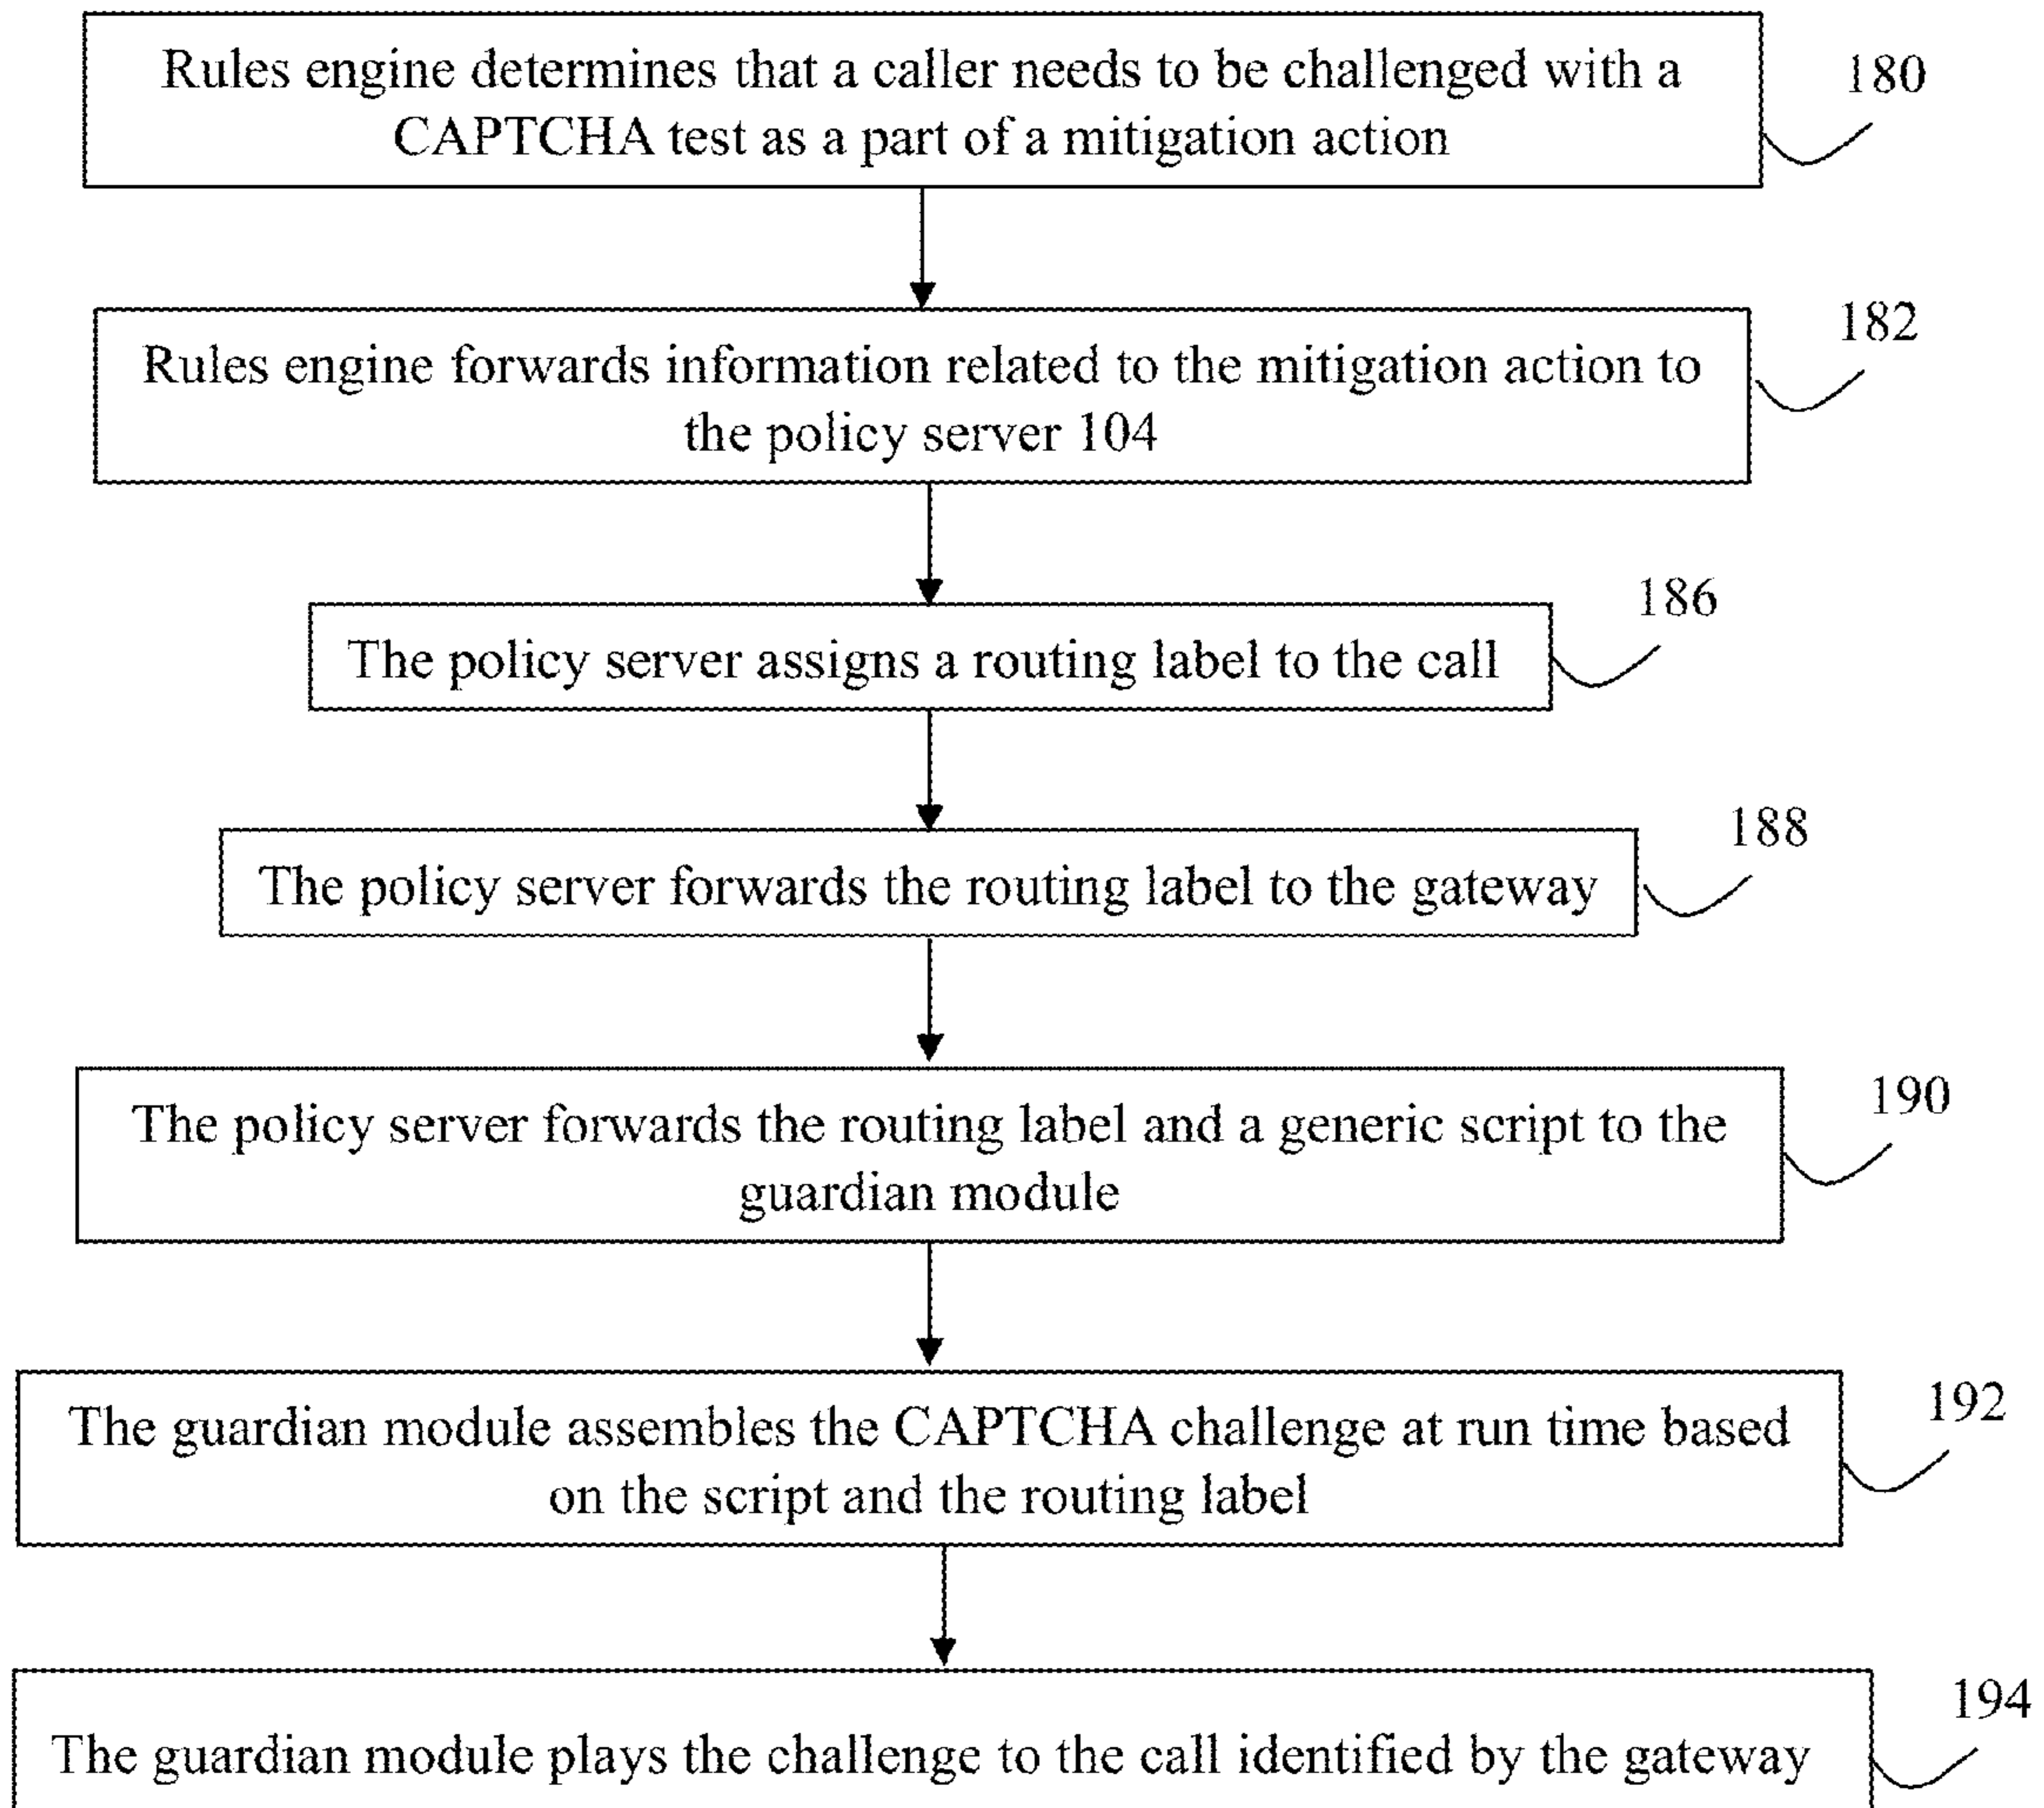 Rules engine determines that a caller needs to be challenged with a
CAPTCHA test as a part of a mitigation action
180
Rules engine forwards information related to the mitigation action to
the policy server 104
182
The policy server assigns a routing label to the call
186
The policy server forwards the routing label to the gateway
188
The policy server forwards the routing label and a generic script to the
guardian module
190
The guardian module assembles the CAPTCHA challenge at run time based
on the script and the routing label
192
The guardian module plays the challenge to the call identified by the gateway
194